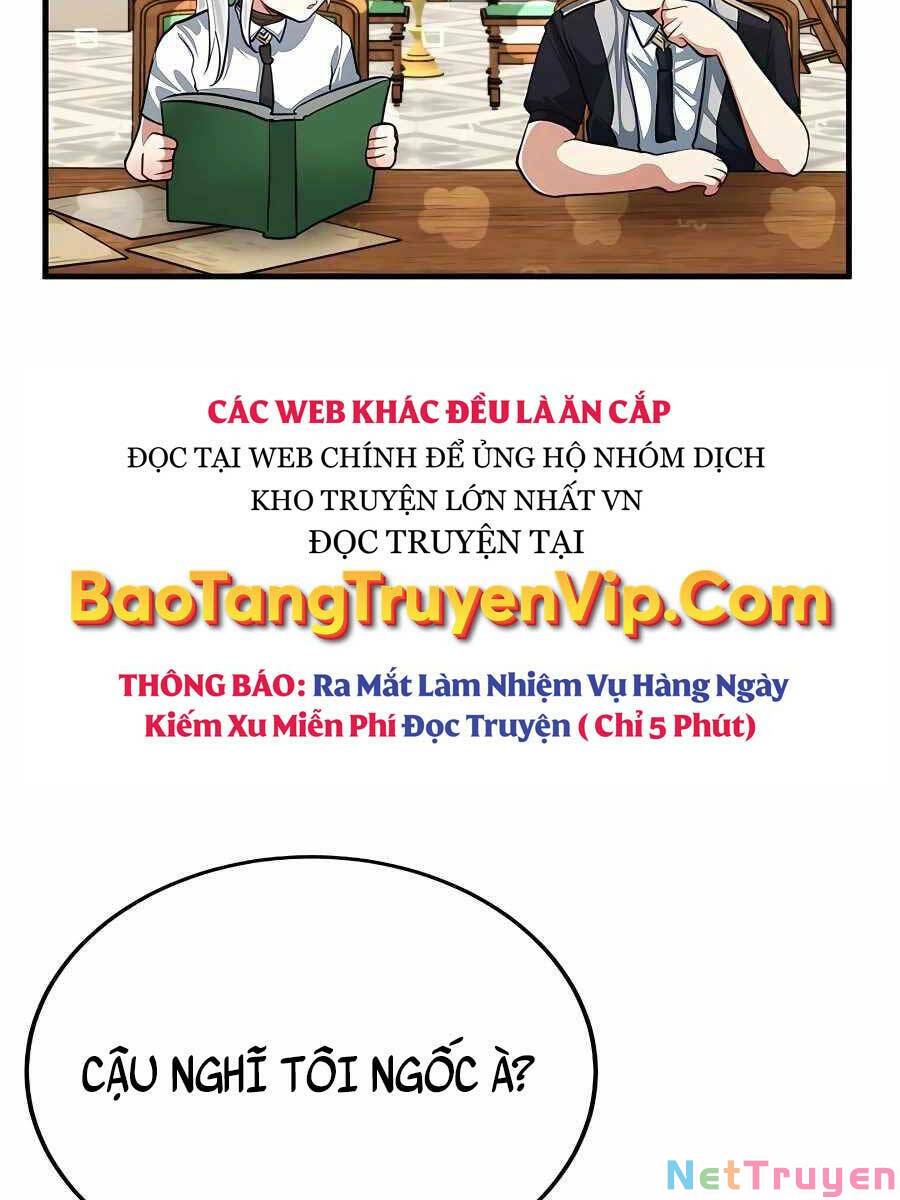 CÁC WEB KHÁC ĐỀU LÀ ĂN CẮP
ĐỌC TẠI WEB CHÍNH ĐỂ ỦNG HỘ NHÓM DỊCH
KHO TRUYỆN LỚN NHẤT VN
ĐỌC TRUYỆN TẠI
BaoTangTruyenVip.Com
THÔNG BÁO: Ra Mắt Làm Nhiệm Vụ Hàng Ngày
Kiếm Xu Miễn Phí Đọc Truyện ( Chỉ 5 Phút)
CẬU NGHĨ TÔI NGỐC À?
NetTruyen